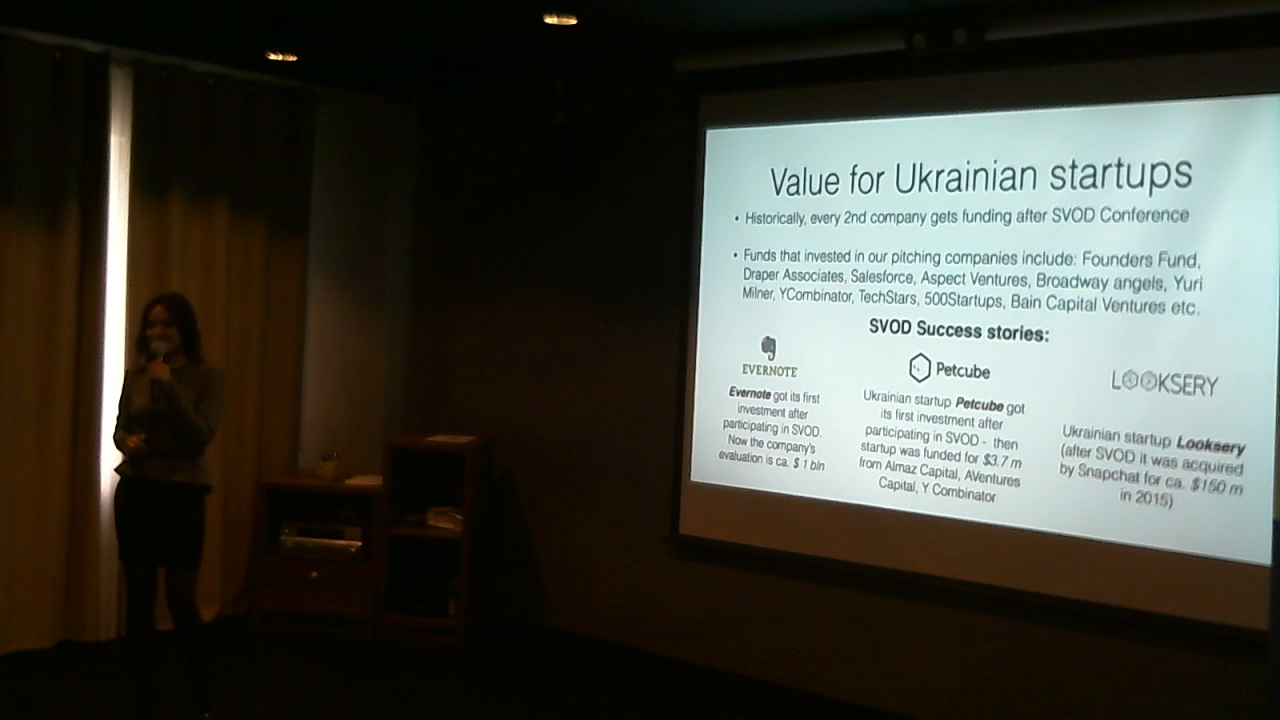 Value for Ukrainian startups
• Historically, every 2nd company gets funding after SVOD Conference
• Funds that invested in our pitching companies include: Founders Fund,
Draper Associates, Salesforce, Aspect Ventures, Broadway angels, Yuri
Milner, YCombinator, TechStars, 500Startups, Bain Capital Ventures etc.
SVOD Success stories:
EVERNOTE
Evernote got its first
investment after
participating in SVOD.
Now the company's
evaluation is ca. $ 1 bln
Petcube
Ukrainian startup Petcube got
its first investment after
participating in SVOD - then
startup was funded for $3.7 m
from Almaz Capital, AVentures
Capital, Y Combinator
LOOKSERY
Ukrainian startup Looksery
(after SVOD it was acquired
by Snapchat for ca. $150 m
in 2015)